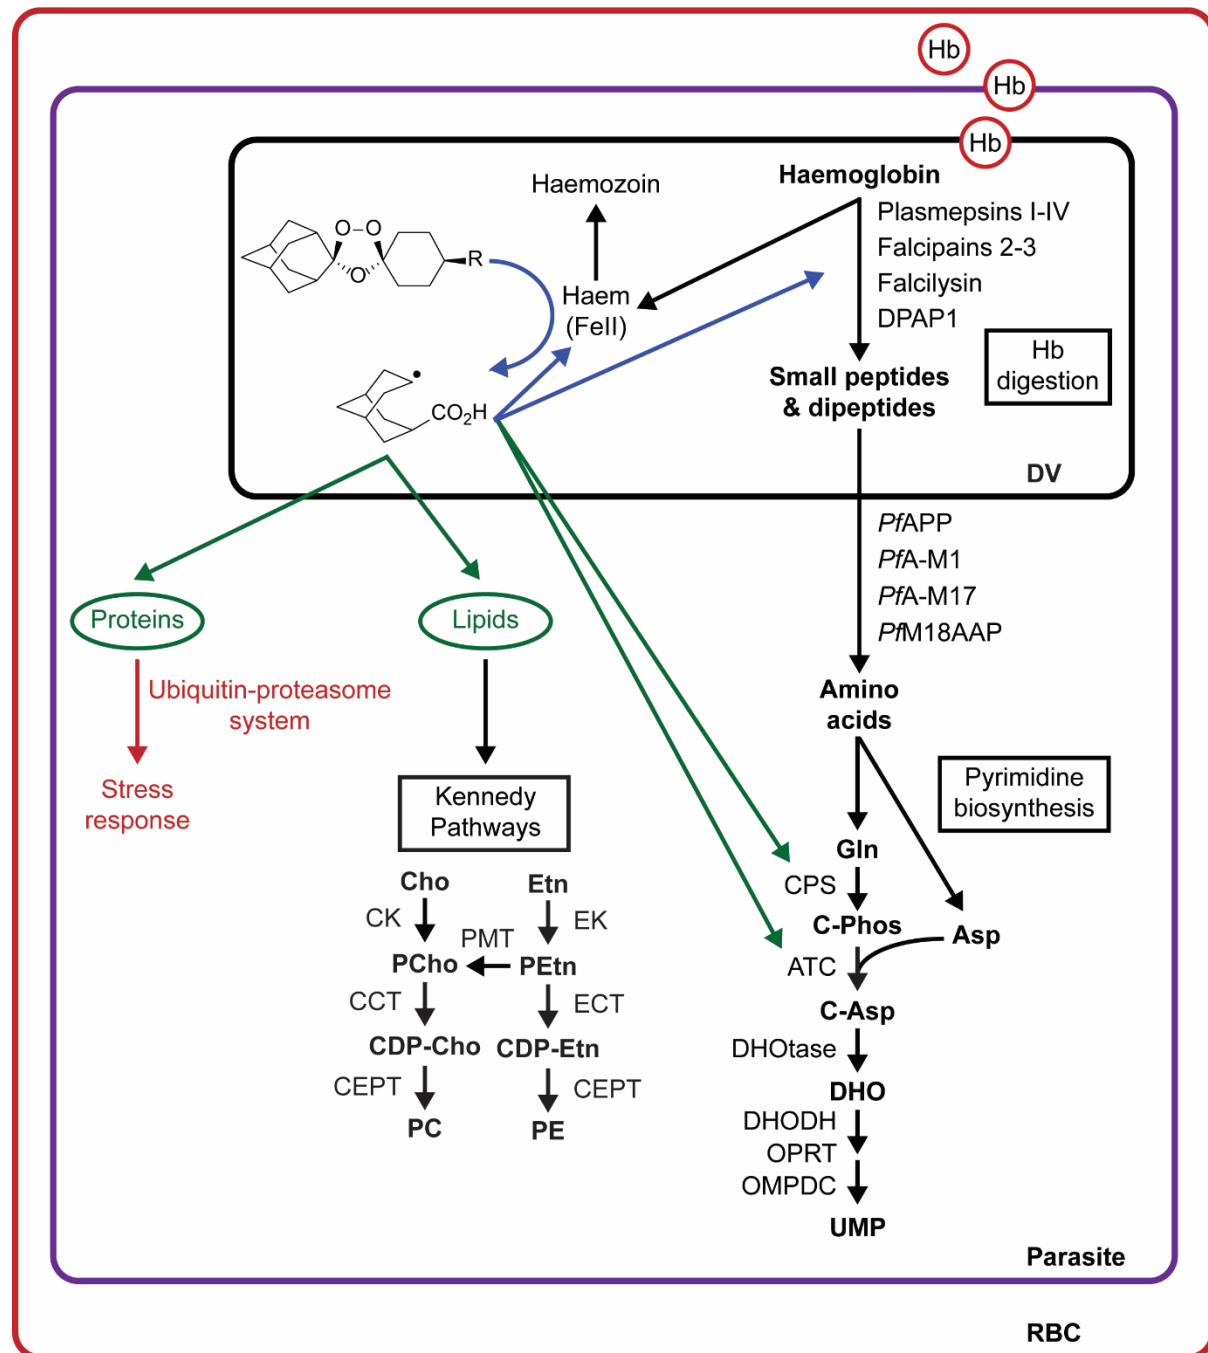 Hb
Hb
Hb
Haemoglobin
Haemozoin
Plasmepsins I-IV
Falcipains 2-3
Falcilysin
DPAP1
O
O
O
R
Haem
(FeII)
Hb
digestion
Small peptides
& dipeptides
CO₂H
DV
PfAPP
PfA-M1
PfA-M17
PfM18AAP
Proteins
Lipids
Ubiquitin-proteasome
system
Stress
response
Amino
acids
Kennedy
Pathways
Pyrimidine
biosynthesis
Cho
Etn
CK
EK
PMT
PCho
PEtn
CCT
ECT
CDP-Cho
CDP-Etn
CEPT
CEPT
PC
PE
Gln
CPS
C-Phos
Asp
ATC
C-Asp
DHOtase
DHO
DHODH
OPRT
OMPDC
UMP
Parasite
RBC